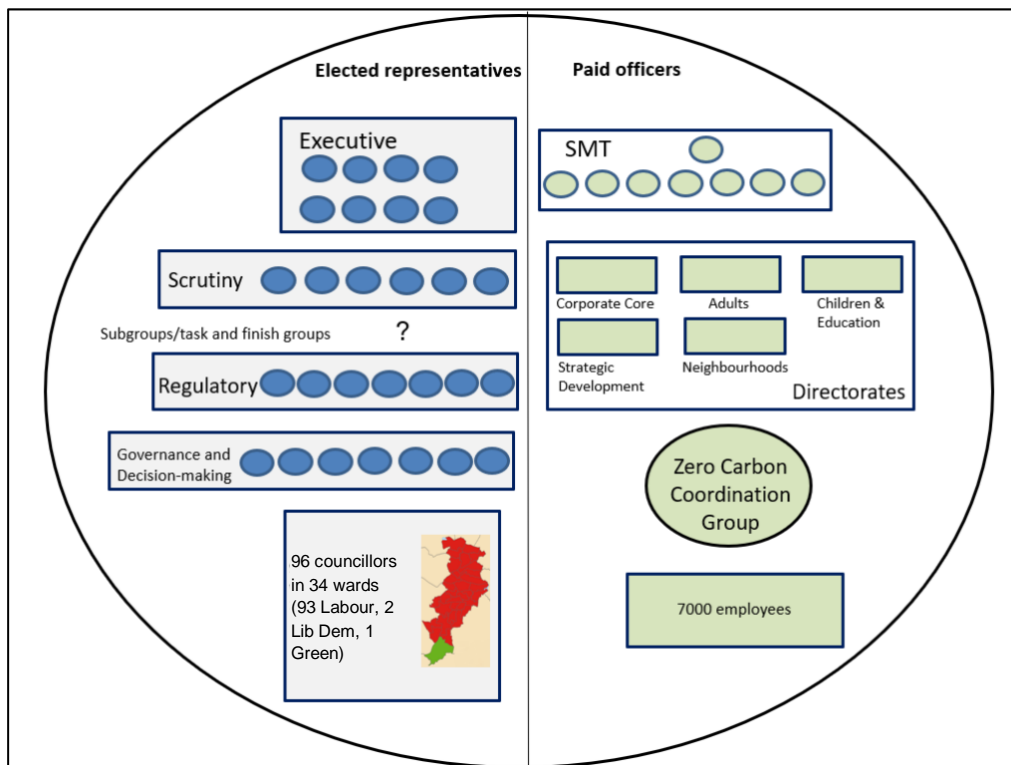 Elected representatives
Paid officers
Executive
SMT
Scrutiny
Subgroups/task and finish groups
?
Regulatory
Governance and
Decision-making
96 councillors
in 34 wards
(93 Labour, 2
Lib Dem, 1
Green)
Corporate Core
Adults
Children &
Education
Strategic
Development
Neighbourhoods
Directorates
Zero Carbon
Coordination
Group
7000 employees